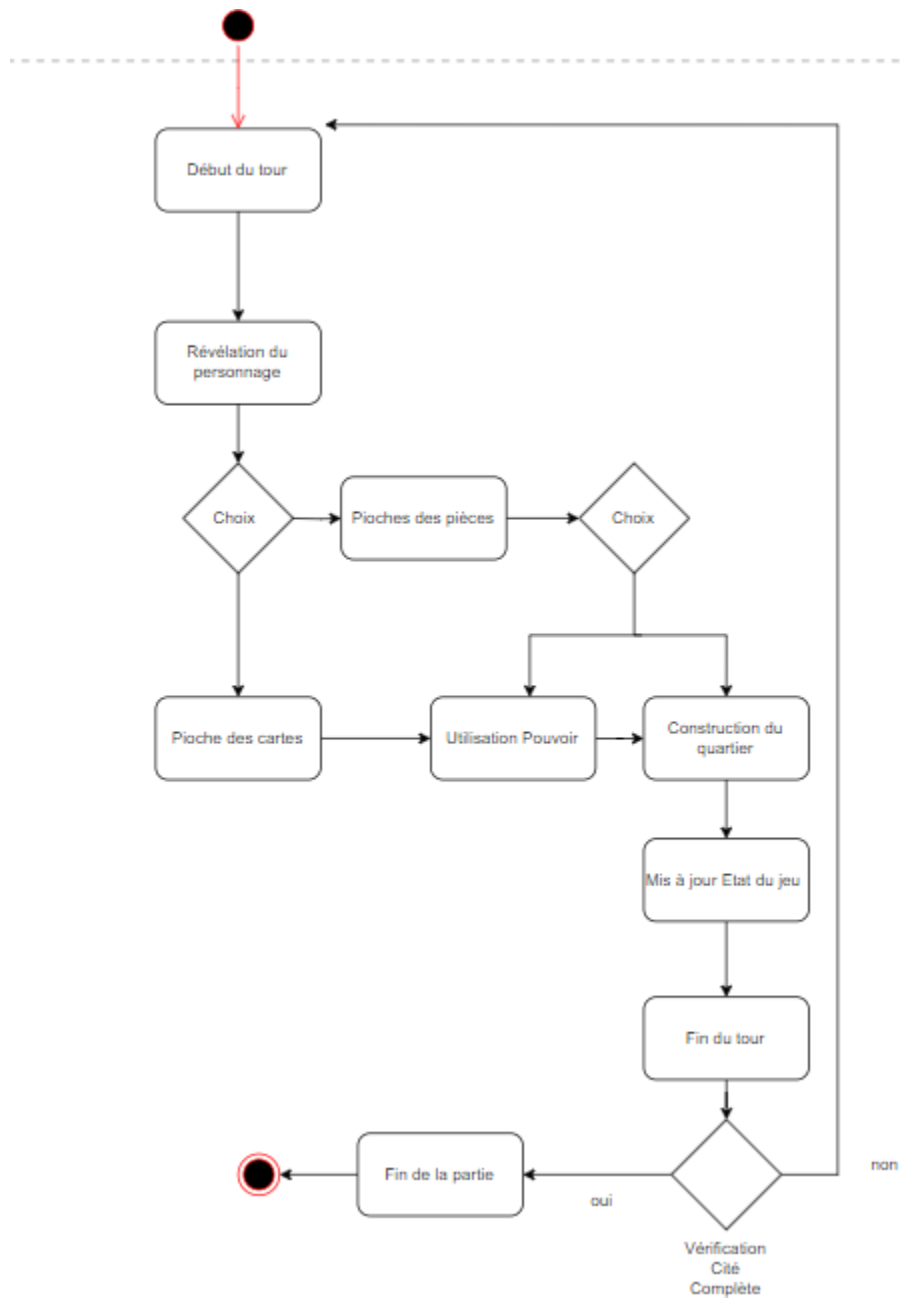 Début du tour
Révélation du
personnage
Choix
Pioches des pièces
Choix
Pioche des cartes
Utilisation Pouvoir
Construction du
quartier
Mis à jour Etat du jeu
Fin du tour
Fin de la partie
oui
non
Vérification
Cité
Complète